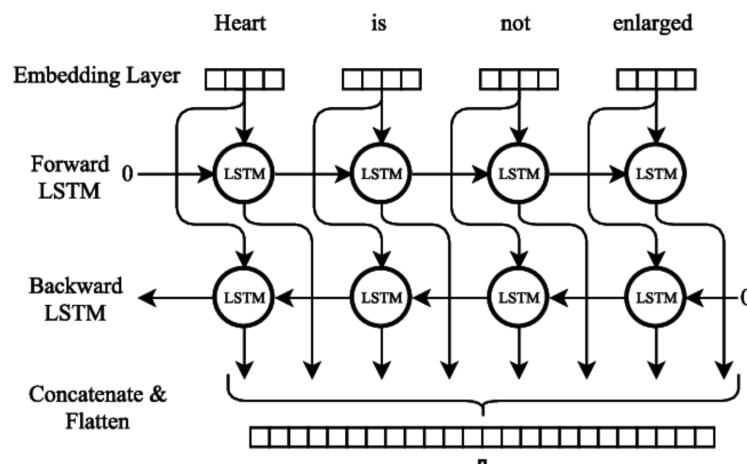 Heart is not enlarged
Embedding Layer
Forward
LSTM
0
LSTM LSTM LSTM LSTM
Backward
LSTM
LSTM LSTM LSTM LSTM
0
Concatenate &
Flatten